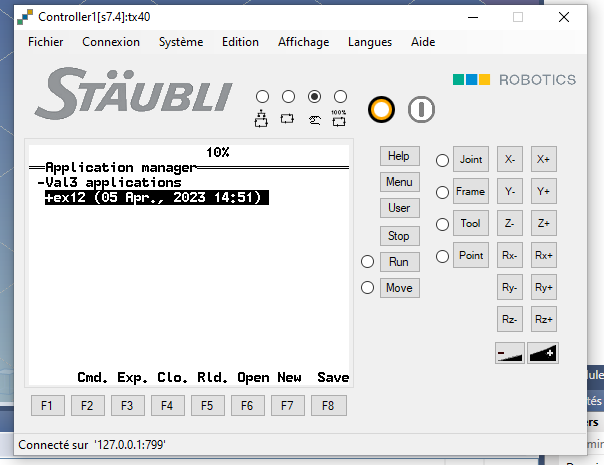 Controller1[s7.4]:tx40
Fichier Connexion Système Edition Affichage Langues Aide
STÄUBLI
ROBOTICS
100%
10%
Application manager
-Val3 applications
+ex12 (05 Apr., 2023 14:51)
Cmd. Exp. Clo. Rld. Open New Save
F1 F2 F3 F4 F5 F6 F7 F8
Help
Menu
User
Stop
Run
Move
Joint X- X+
Frame Y- Y+
Tool Z- Z+
Point Rx- Rx+
Ry- Ry+
Rz- Rz+
- +
Connecté sur '127.0.0.1:799'